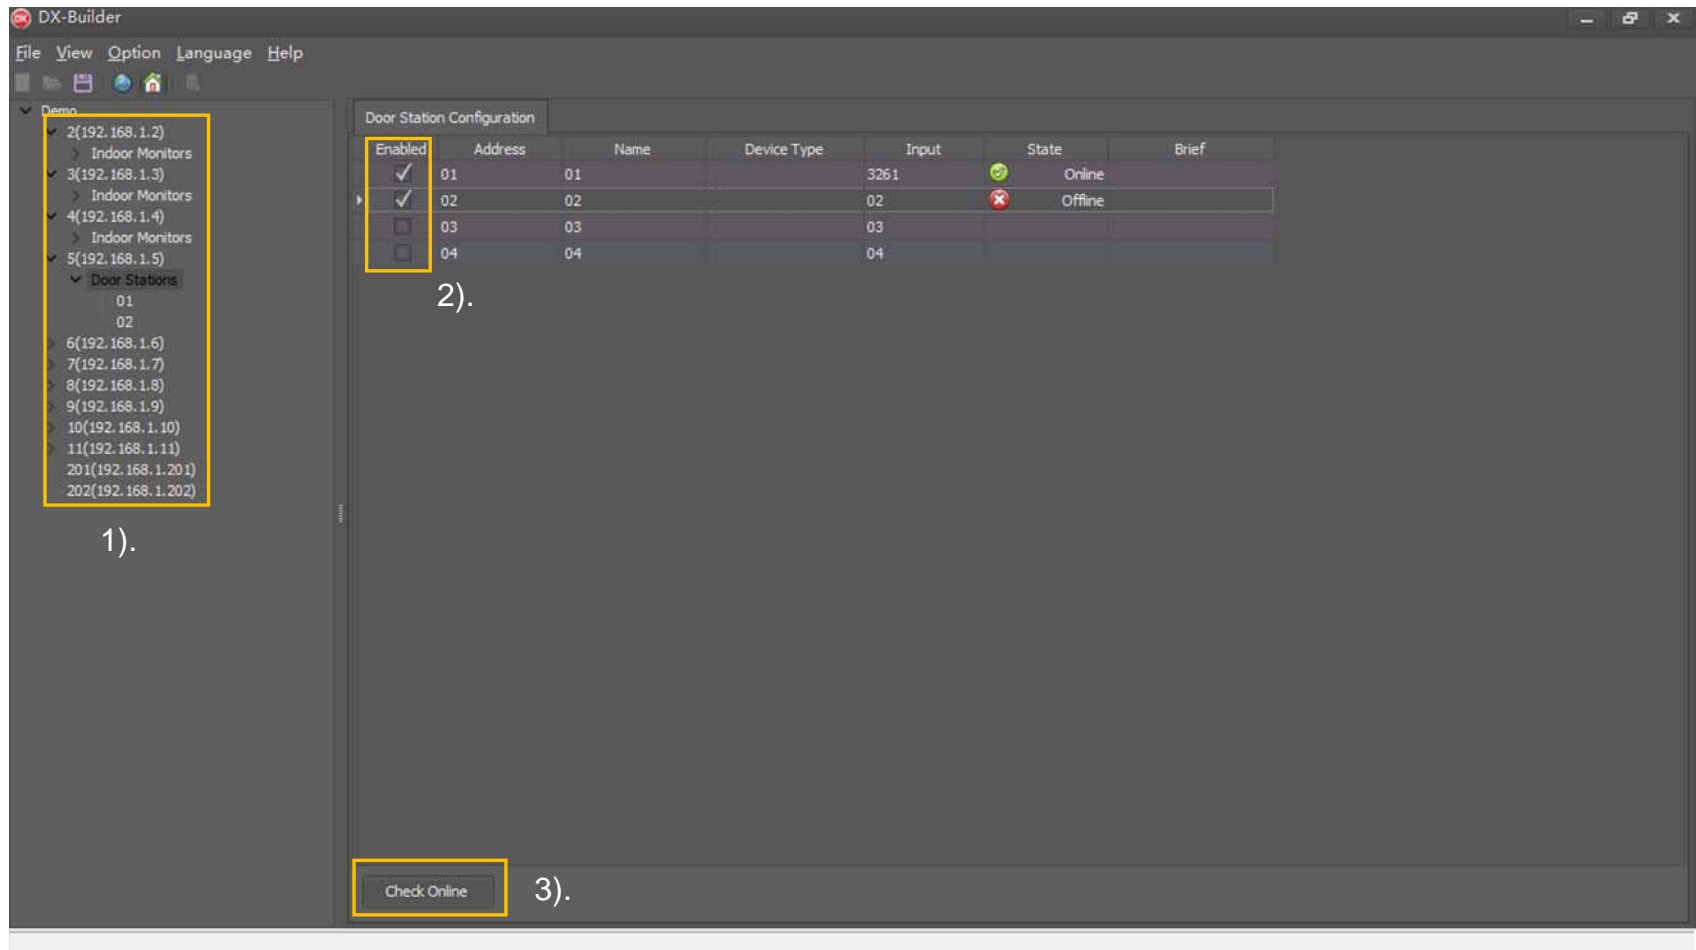 DX-Builder
File View Option Language Help
Demo
2(192.168.1.2)
Indoor Monitors
3(192.168.1.3)
Indoor Monitors
4(192.168.1.4)
Indoor Monitors
5(192.168.1.5)
Door Stations
01
02
6(192.168.1.6)
7(192.168.1.7)
8(192.168.1.8)
9(192.168.1.9)
10(192.168.1.10)
11(192.168.1.11)
201(192.168.1.201)
202(192.168.1.202)
1).
Door Station Configuration
Enabled Address Name Device Type Input State Brief
01 01 3261 Online
02 02 02 Offline
03 03 03
04 04 04
2).
Check Online
3).